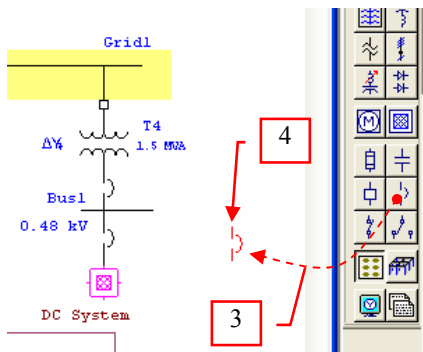 Grid1
T4
ΔY
1.5 MVA
4
Bus1
0.48 kV
DC System
3
M